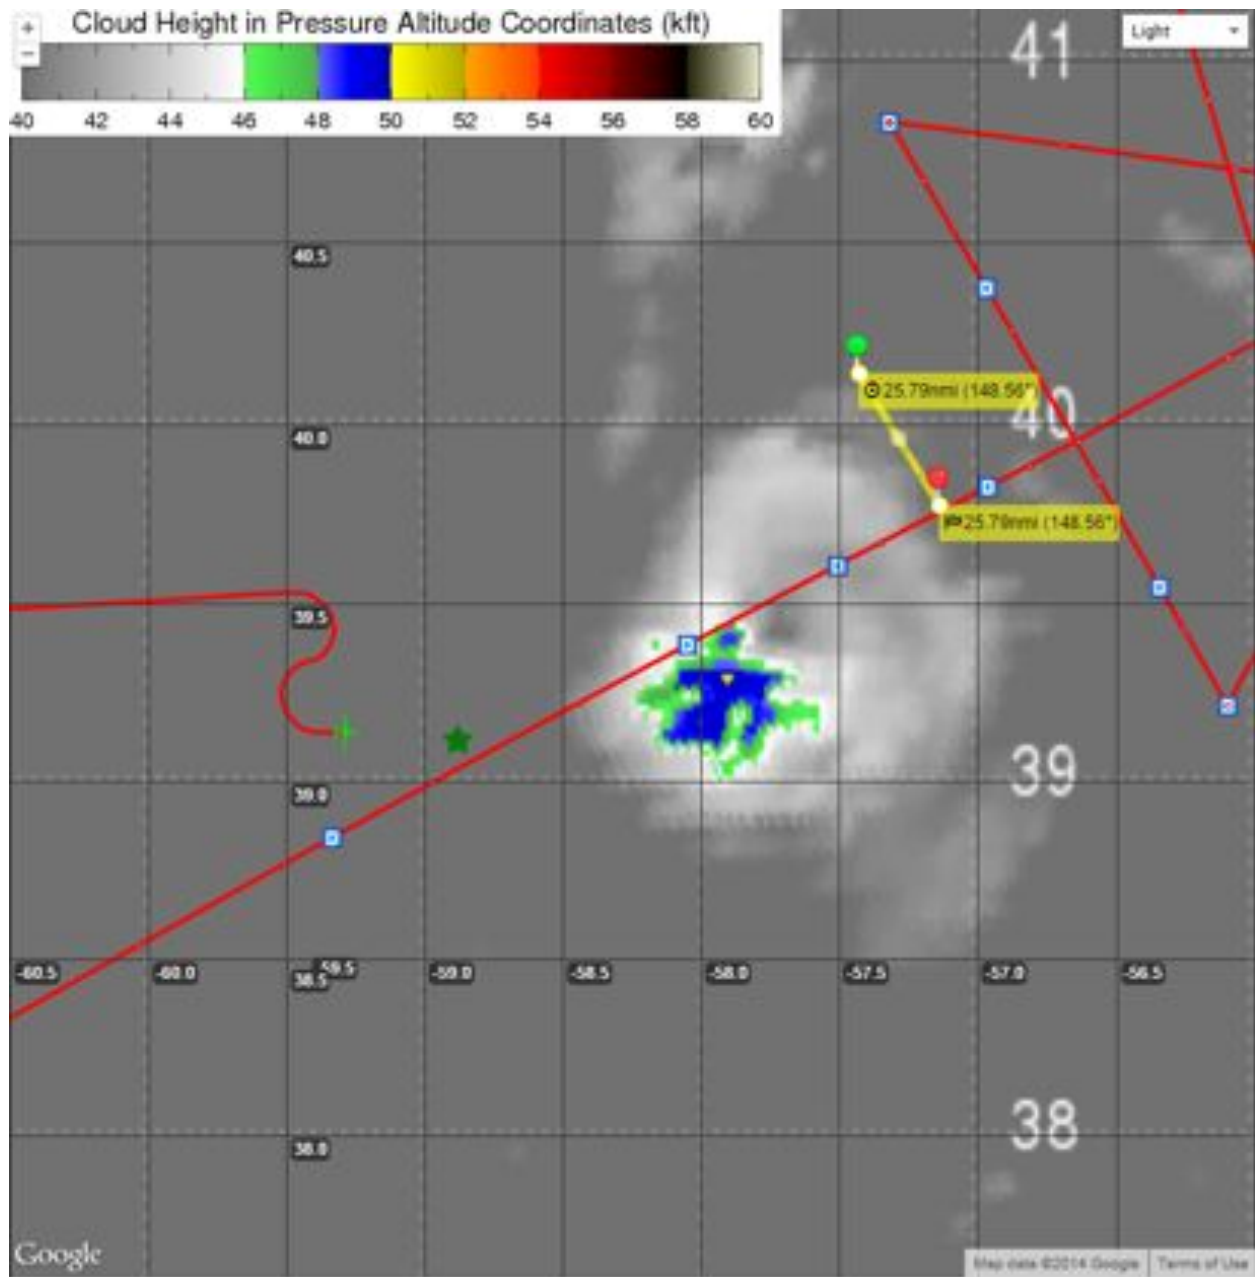 Cloud Height in Pressure Altitude Coordinates (kft)
+
−
40 42 44 46 48 50 52 54 56 58 60
Light
41
40.5
25.79nmi (148.56°)
40
40.0
25.79nmi (148.56°)
39.5
39
39.0
-60.5 -60.0 59.5 -59.0 -58.5 -58.0 -57.5 -57.0 -56.5
38.5
38
38.0
Google
Map data ©2014 Google Terms of Use